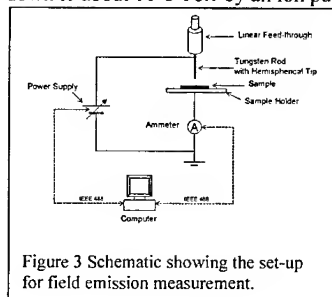 Linear Feed-through
Tungsten Rod
with Hemispherical Tip
Sample
Power Supply
Sample Holder
Ammeter
A
IEEE 488
IEEE 488
Computer
Figure 3 Schematic showing the set-up
for field emission measurement.